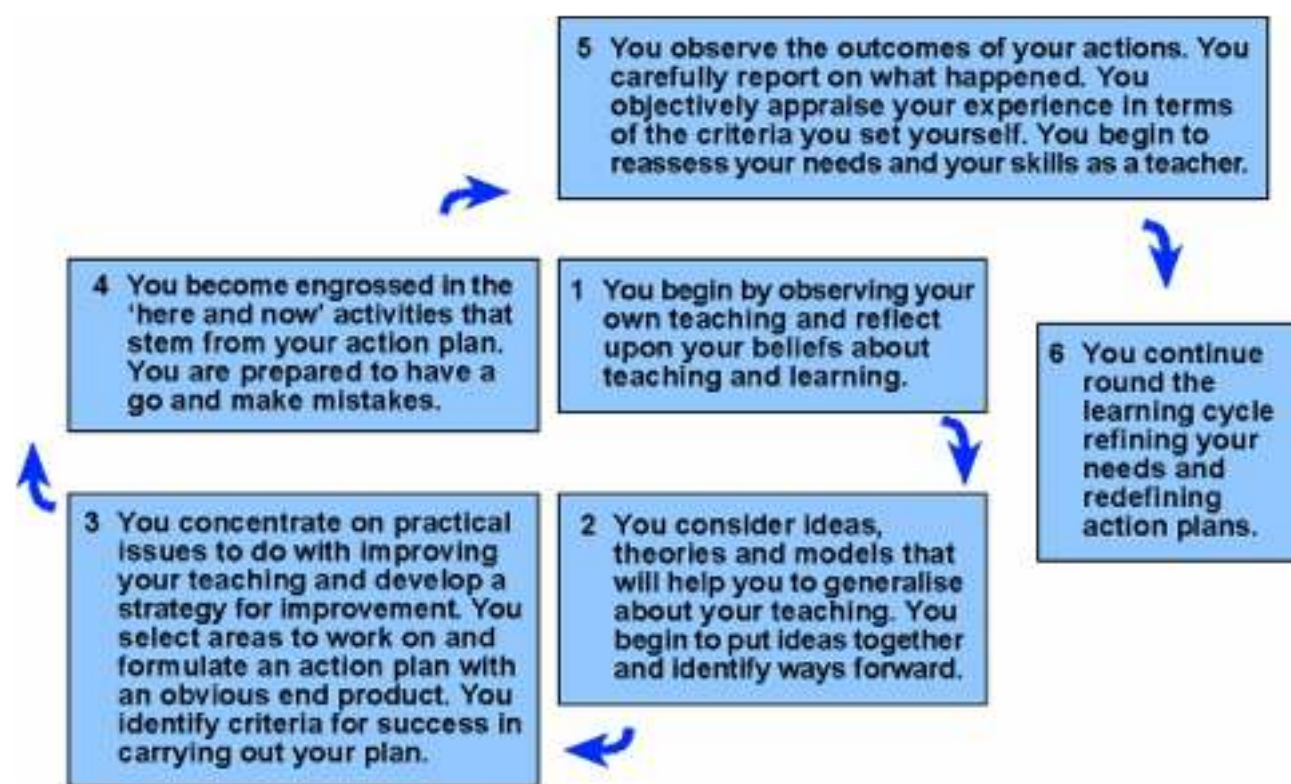 5 You observe the outcomes of your actions. You
carefully report on what happened. You
objectively appraise your experience in terms
of the criteria you set yourself. You begin to
reassess your needs and your skills as a teacher.
4 You become engrossed in the
‘here and now’ activities that
stem from your action plan.
You are prepared to have a
go and make mistakes.
1 You begin by observing your
own teaching and reflect
upon your beliefs about
teaching and learning.
6 You continue
round the
learning cycle
refining your
needs and
redefining
action plans.
3 You concentrate on practical
issues to do with improving
your teaching and develop a
strategy for improvement. You
select areas to work on and
formulate an action plan with
an obvious end product. You
identify criteria for success in
carrying out your plan.
2 You consider ideas,
theories and models that
will help you to generalise
about your teaching. You
begin to put ideas together
and identify ways forward.